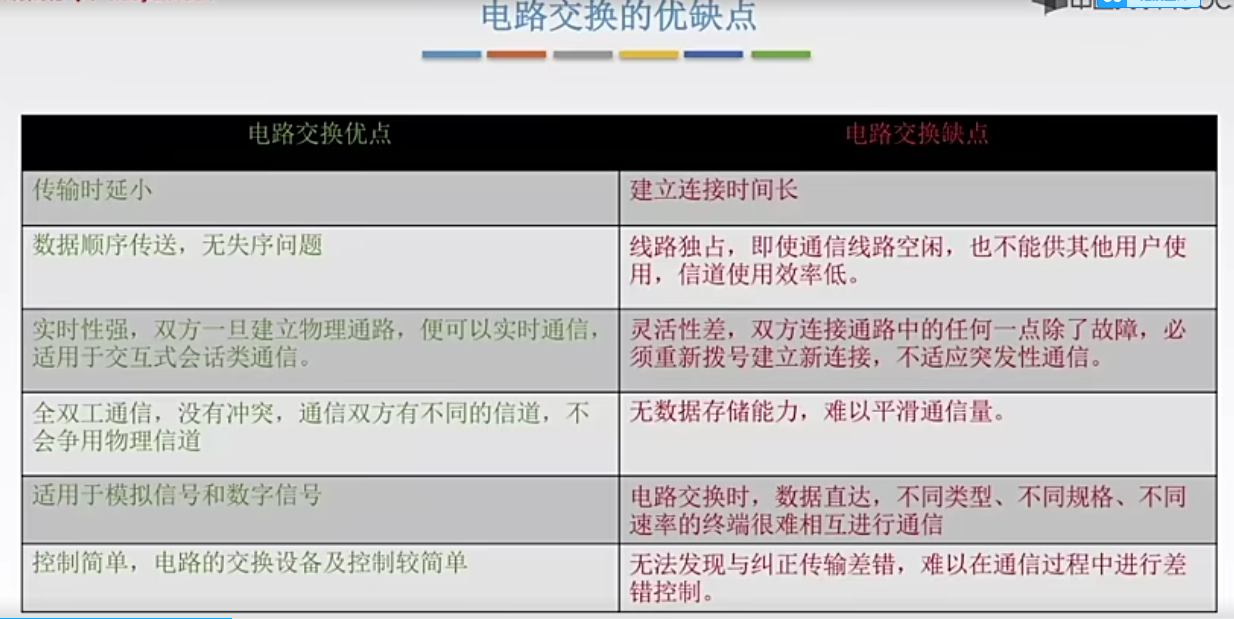 电路交换的优缺点
电路交换优点
电路交换缺点
传输时延小
建立连接时间长
数据顺序传送，无失序问题
线路独占，即使通信线路空闲，也不能供其他用户使
用，信道使用效率低。
实时性强，双方一旦建立物理通路，便可以实时通信，
适用于交互式会话类通信。
灵活性差，双方连接通路中的任何一点除了故障，必
须重新拨号建立新连接，不适应突发性通信。
全双工通信，没有冲突，通信双方有不同的信道，不
会争用物理信道
无数据存储能力，难以平滑通信量。
适用于模拟信号和数字信号
电路交换时，数据直达，不同类型、不同规格、不同
速率的终端很难相互进行通信
控制简单，电路的交换设备及控制较简单
无法发现与纠正传输差错，难以在通信过程中进行差
错控制。